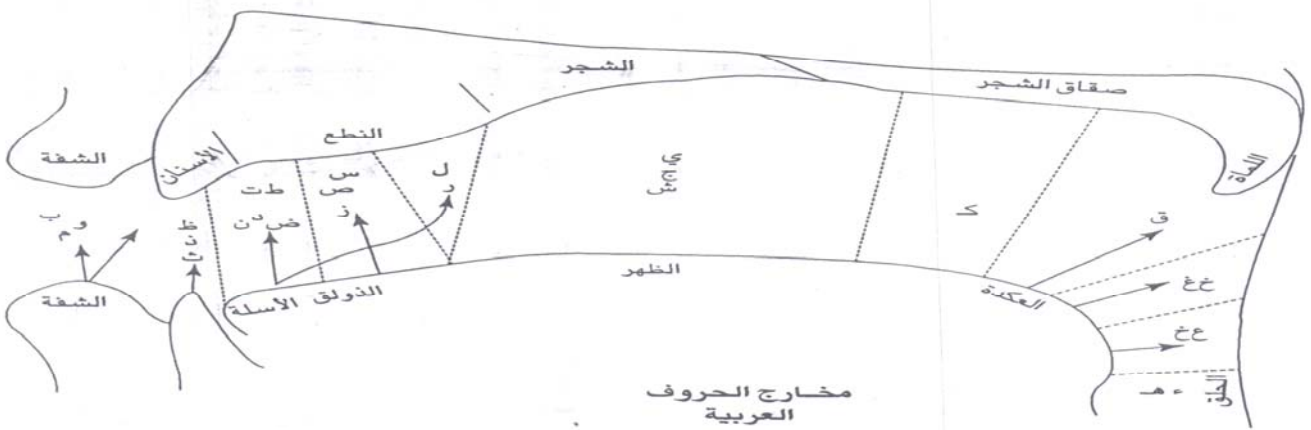 الشجر
صقاق الشجر
النطع
الشفة
الأسنان
اللهاة
و
ب
م
ط ت
ض د ن
س
ص
ز
ل
ر
ك
ق
خ غ
ع خ
ء هـ
الحلق
الشفة
الأسلة
الذولق
الظهر
العكدة
مخارج الحروف
العربية